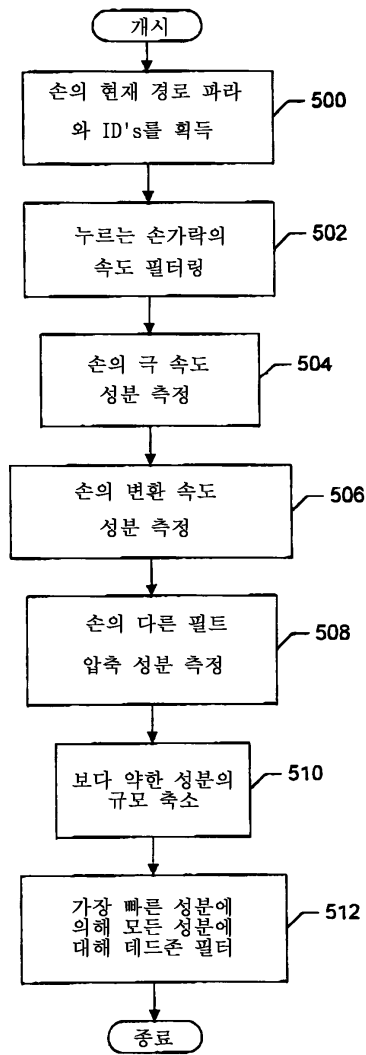 개시
손의 현재 경로 파라
와 ID's를 획득
500
누르는 손가락의
속도 필터링
502
손의 극 속도
성분 측정
504
손의 변환 속도
성분 측정
506
손의 다른 필트
압축 성분 측정
508
보다 약한 성분의
규모 축소
510
가장 빠른 성분에
의해 모든 성분에
대해 데드존 필터
512
종료